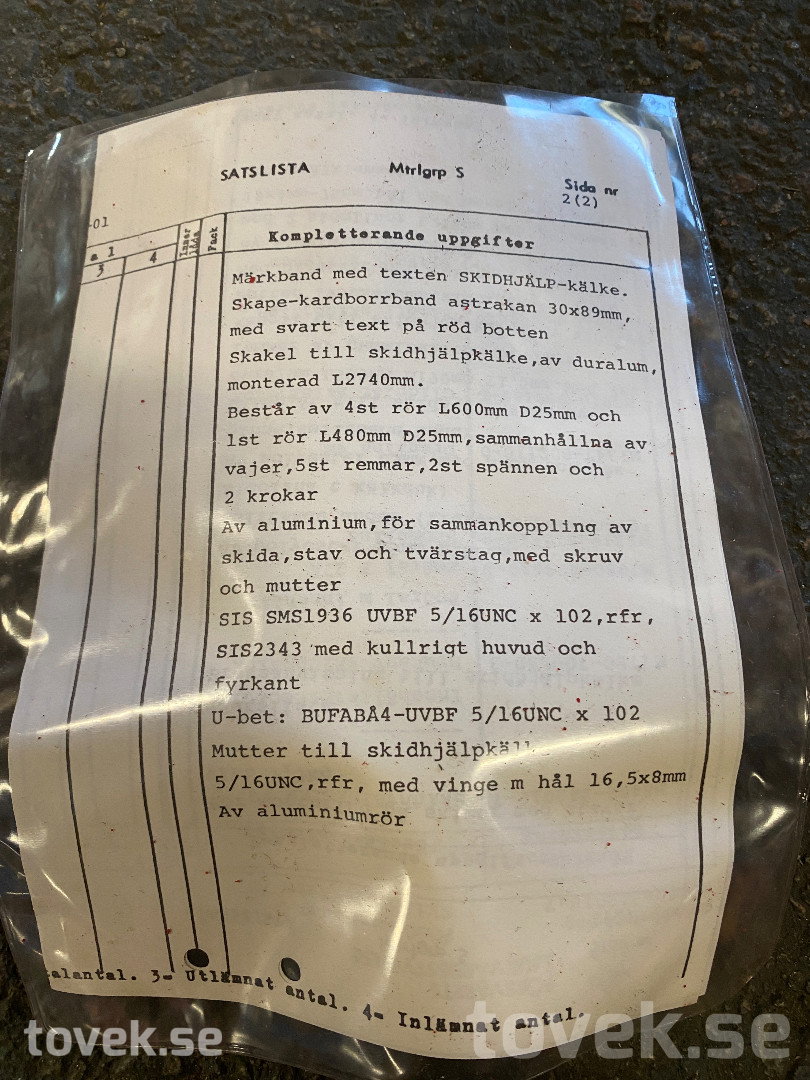 SATSLISTA Mtrlgrp S Sida nr
2(2)
-01
a l
3 4 Pack
Kompletterande uppgifter
Märkband med texten SKIDHJÄLP-kälke.
Skape-kardborrband astrakan 30x89mm,
med svart text på röd botten
Skakel till skidhjälpkälke,av duralum,
monterad L2740mm.
Består av 4st rör L600mm D25mm och
1st rör L480mm D25mm,sammanhållna av
vajer,5st remmar,2st spännen och
2 krokar
Av aluminium,för sammankoppling av
skida,stav och tvärstag,med skruv
och mutter
SIS SMS1936 UVBF 5/16UNC x 102,rfr,
SIS2343 med kullrigt huvud och
fyrkant
U-bet: BUFABÅ4-UVBF 5/16UNC x 102
Mutter till skidhjälpkäl
5/16UNC,rfr, med vinge m hål 16,5x8mm
Av aluminiumrör
alantal. 3- Utlämnat antal. 4- Inlämnat antal.
tovek.se
tovek.se